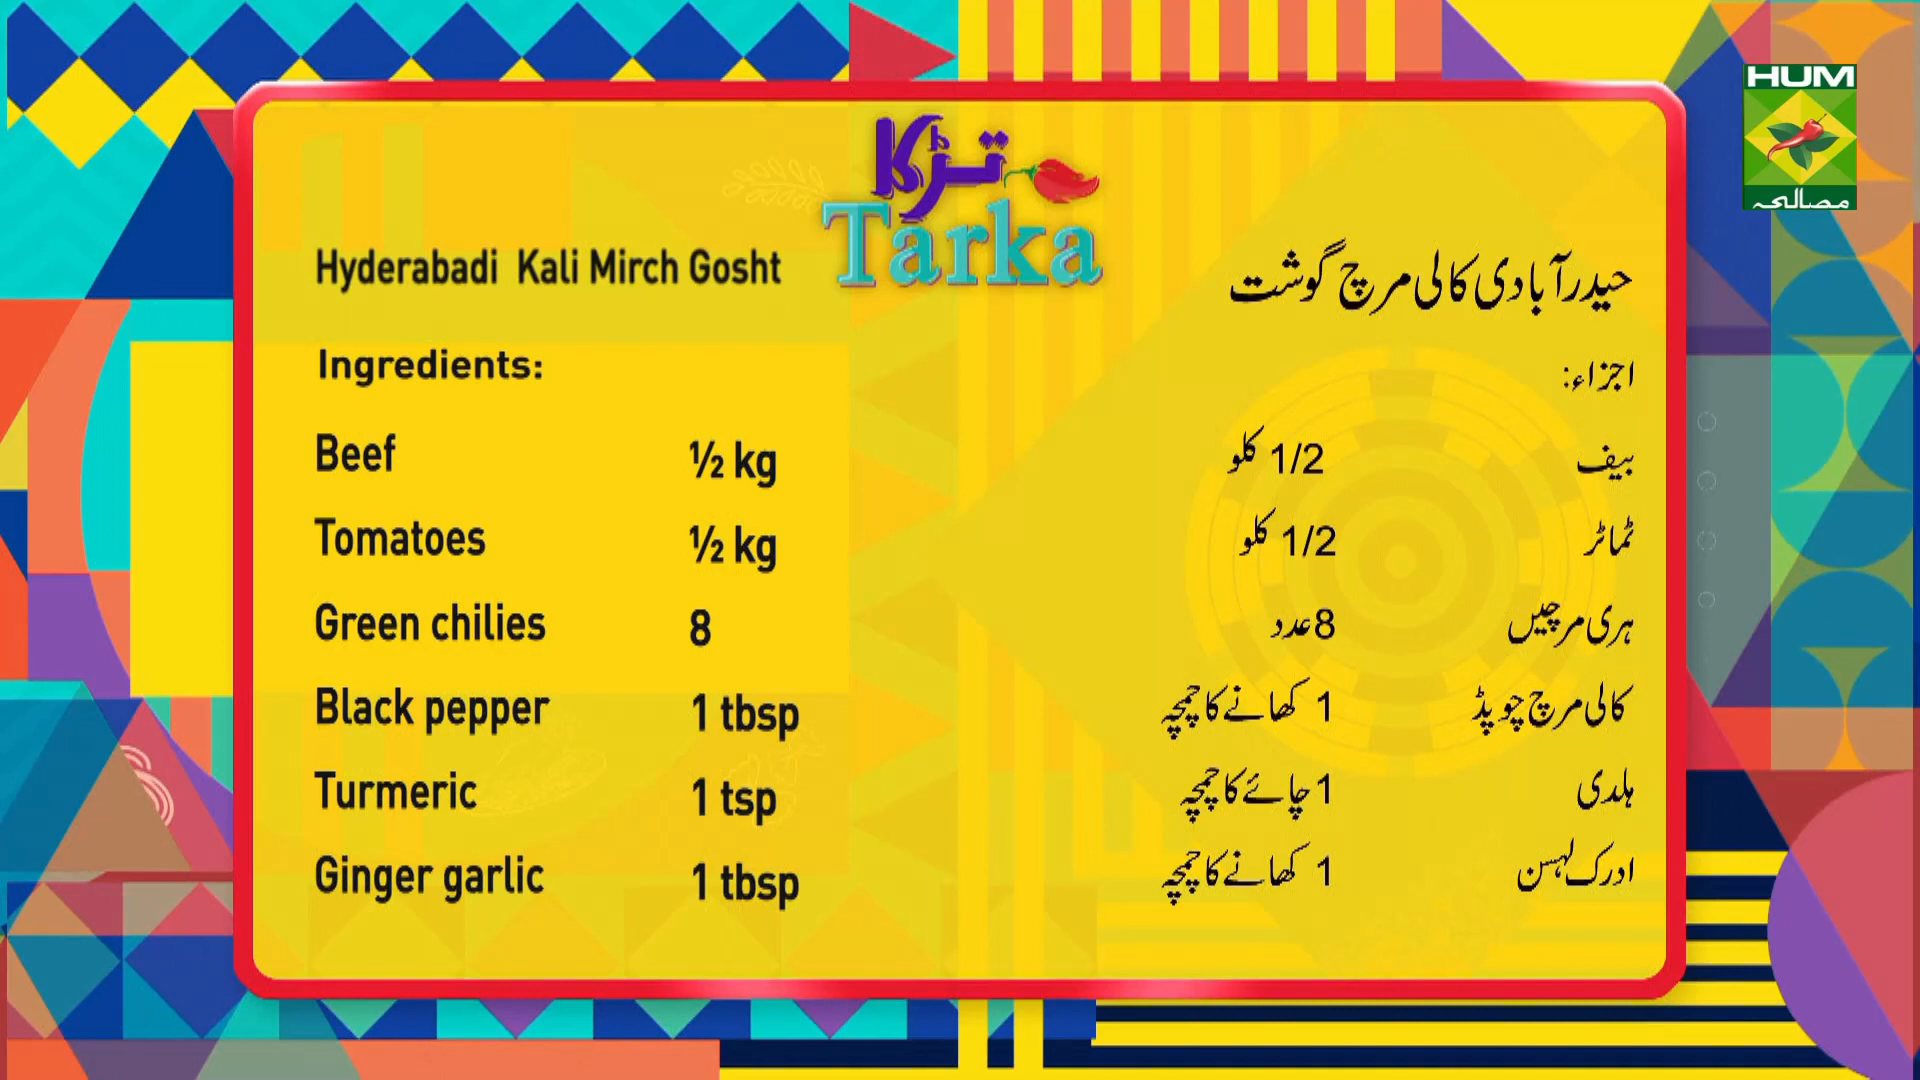 HUM
مصالحہ
تڑکا
Tarka
Hyderabadi Kali Mirch Gosht
حیدرآبادی کالی مرچ گوشت
Ingredients:
اجزاء:
Beef ½ kg
بیف 1/2 کلو
Tomatoes ½ kg
ٹماٹر 1/2 کلو
Green chilies 8
ہری مرچیں 8 عدد
Black pepper 1 tbsp
کالی مرچ چوپڈ 1 کھانے کا چمچہ
Turmeric 1 tsp
ہلدی 1 چائے کا چمچہ
Ginger garlic 1 tbsp
ادرک لہسن 1 کھانے کا چمچہ